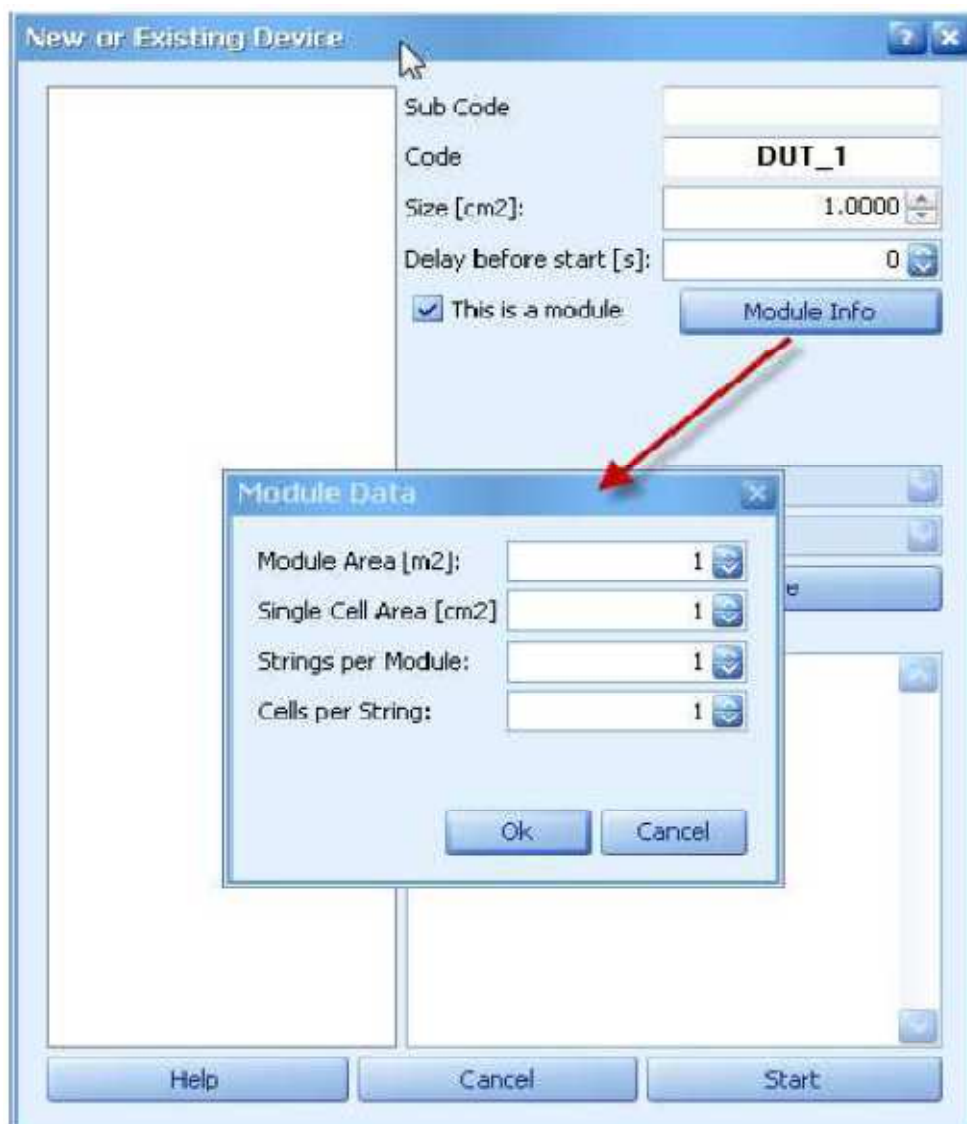 New or Existing Device
Sub Code
Code DUT_1
Size [cm2]: 1.0000
Delay before start [s]: 0
This is a module Module Info
Module Data
Module Area [m2]: 1
Single Cell Area [cm2] 1
e
Strings per Module: 1
Cells per String: 1
Ok Cancel
Help Cancel Start